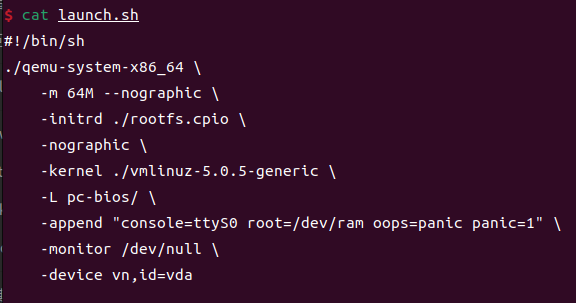 $ cat launch.sh
#!/bin/sh
./qemu-system-x86_64 \
    -m 64M --nographic \
    -initrd ./rootfs.cpio \
    -nographic \
    -kernel ./vmlinuz-5.0.5-generic \
    -L pc-bios/ \
    -append "console=ttyS0 root=/dev/ram oops=panic panic=1" \
    -monitor /dev/null \
    -device vn,id=vda